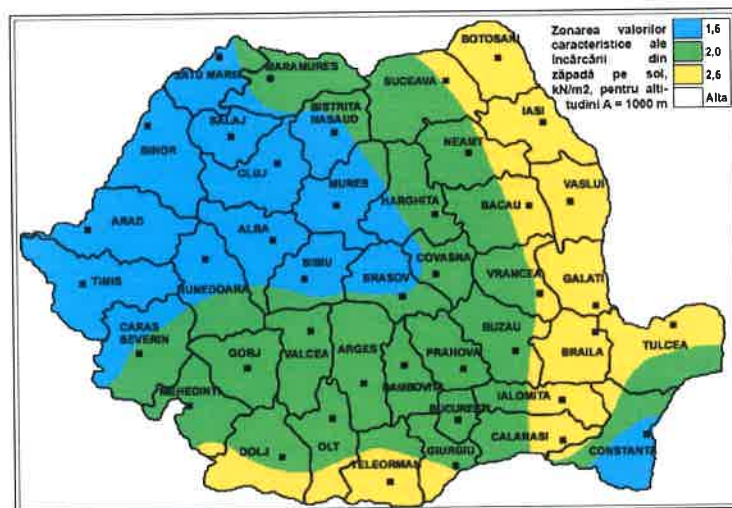 Zonarea valorilor
caracteristice ale
încărcării din
zăpadă pe sol,
kN/m2, pentru alti-
tudini A = 1000 m
1,5
2,0
2,5
Alta
BOTOSANI
SATU MARE
MARAMURES
SUCEAVA
BISTRITA
NASAUD
IASI
SALAJ
BIHOR
NEAMT
CLUJ
MURES
HARGHITA
BACAU
VASLUI
ARAD
ALBA
TIMIS
HUNEDOARA
SIBIU
BRASOV
COVASNA
VRANCEA
GALATI
CARAS
SEVERIN
GORJ
VALCEA
ARGES
PRAHOVA
BUZAU
BRAILA
TULCEA
MEHEDINTI
DAMBOVITA
IALOMITA
BUCURESTI
DOLJ
OLT
TELEORMAN
GIURGIU
CALARASI
CONSTANTA